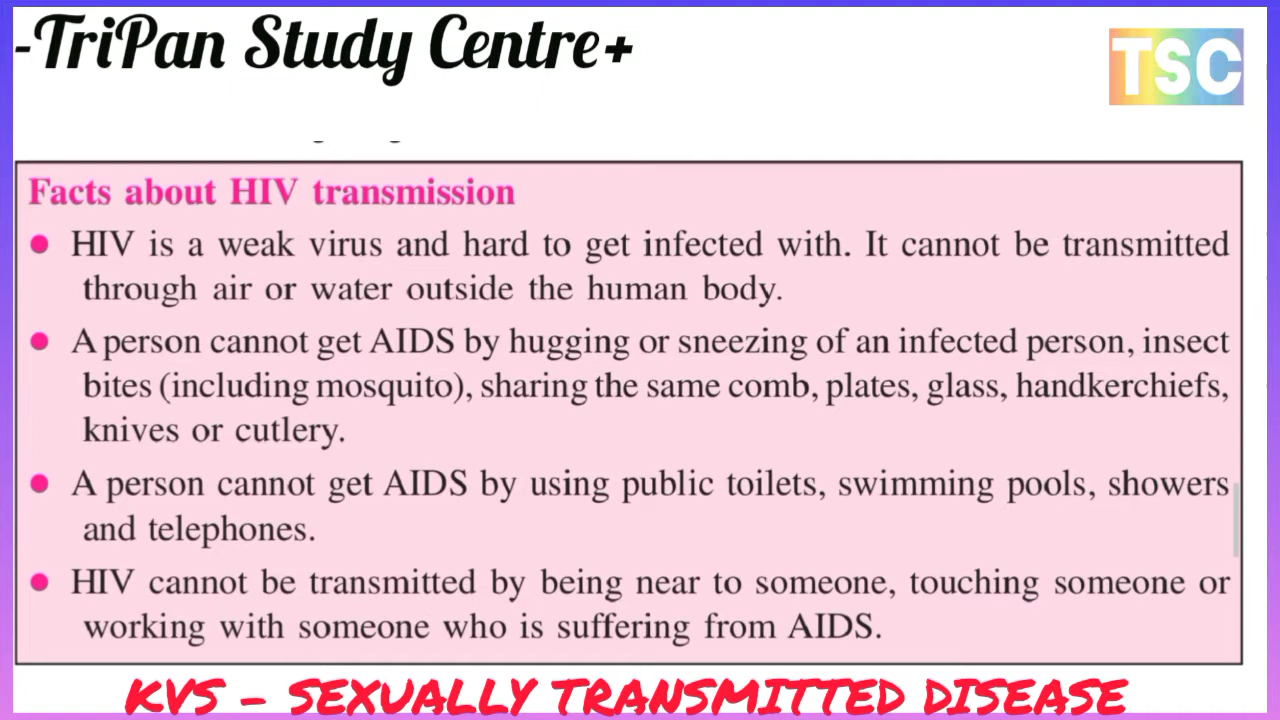 -TriPan Study Centre+
TSC
Facts about HIV transmission
● HIV is a weak virus and hard to get infected with. It cannot be transmitted
through air or water outside the human body.
● A person cannot get AIDS by hugging or sneezing of an infected person, insect
bites (including mosquito), sharing the same comb, plates, glass, handkerchiefs,
knives or cutlery.
● A person cannot get AIDS by using public toilets, swimming pools, showers
and telephones.
● HIV cannot be transmitted by being near to someone, touching someone or
working with someone who is suffering from AIDS.
KVS - SEXUALLY TRANSMITTED DISEASE